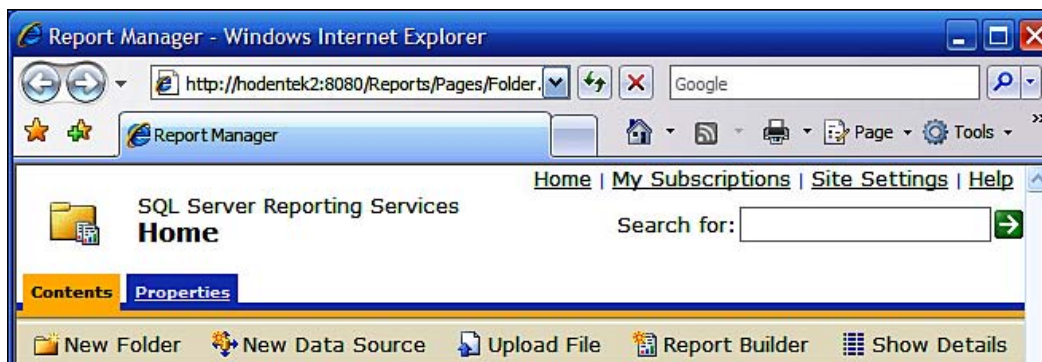 Report Manager - Windows Internet Explorer
http://hodentek2:8080/Reports/Pages/Folder.
Google
Report Manager
Page
Tools
»
Home | My Subscriptions | Site Settings | Help
SQL Server Reporting Services
Home
Search for:
Contents Properties
New Folder New Data Source Upload File Report Builder Show Details